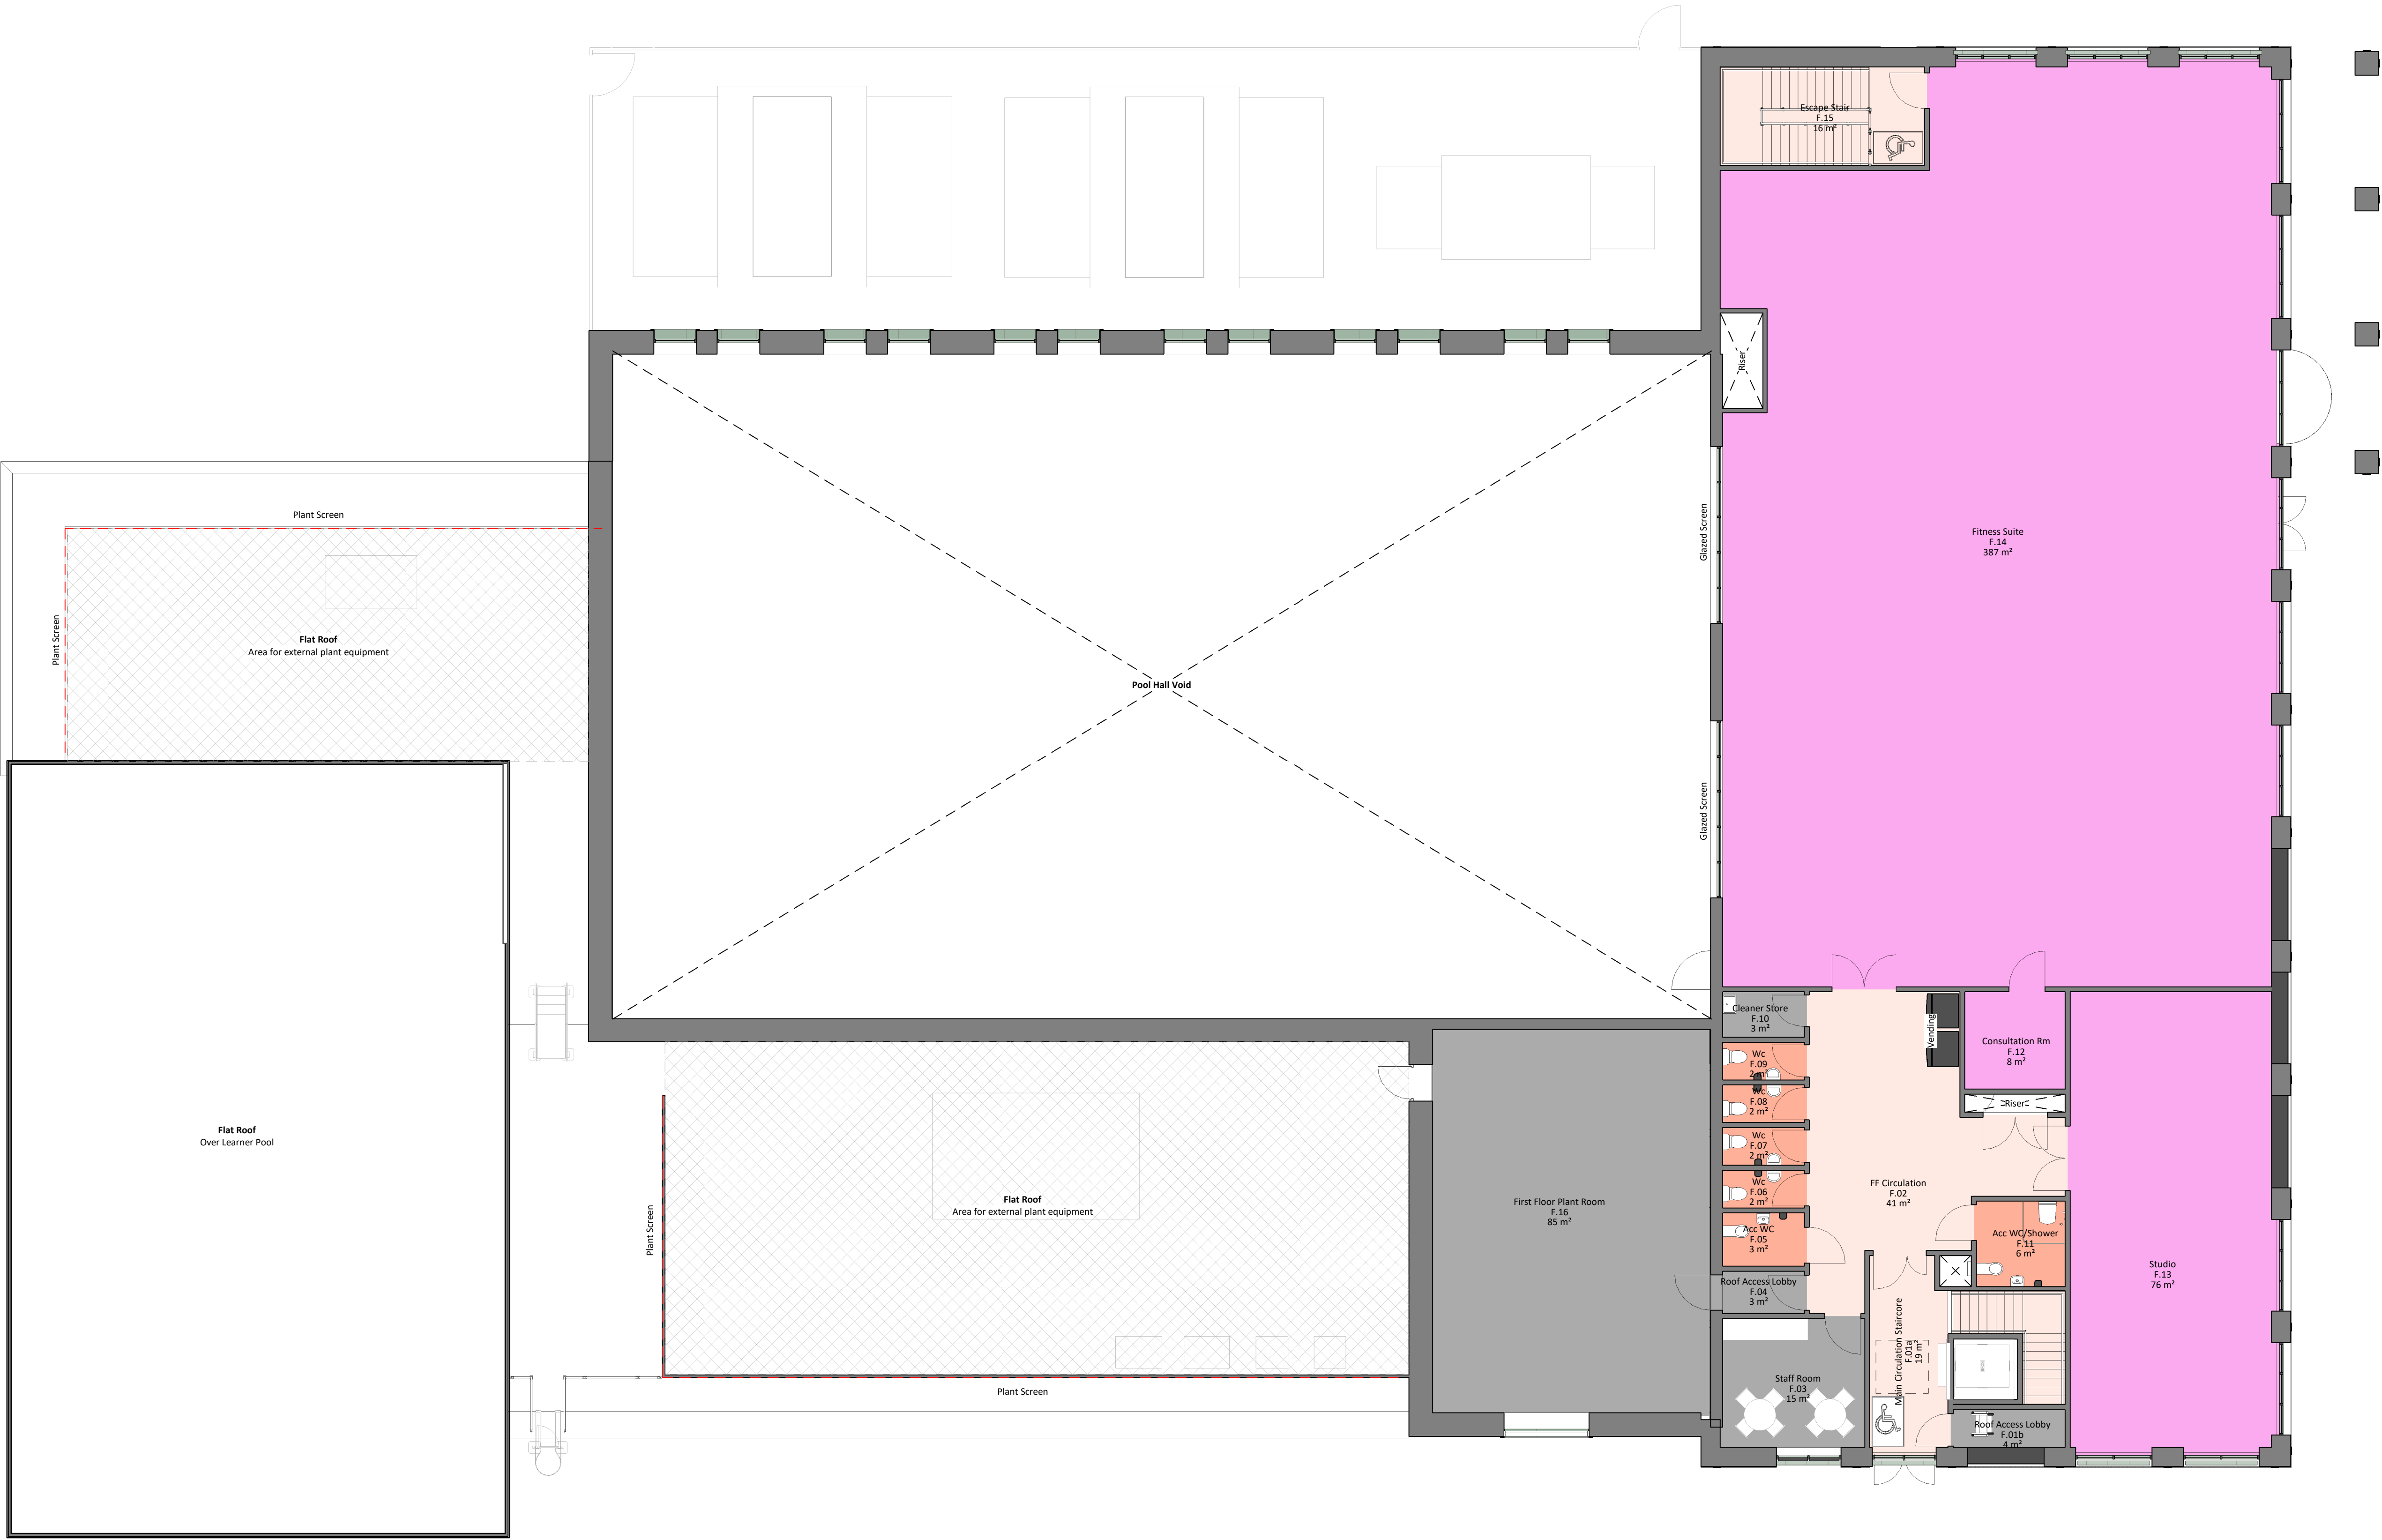 Escape Stair
F.15
16 m²
Riser
Plant Screen
Glazed Screen
Fitness Suite
F.14
387 m²
Plant Screen
Flat Roof
Area for external plant equipment
Pool Hall Void
Glazed Screen
Cleaner Store
F.10
3 m²
Vending
Consultation Rm
F.12
8 m²
Wc
F.09
2 m²
Wc
F.08
2 m²
Riser
Flat Roof
Over Learner Pool
Wc
F.07
2 m²
Wc
F.06
2 m²
FF Circulation
F.02
41 m²
Flat Roof
Area for external plant equipment
First Floor Plant Room
F.16
85 m²
Plant Screen
Acc WC
F.05
3 m²
Acc WC/Shower
F.11
6 m²
Studio
F.13
76 m²
Roof Access Lobby
F.04
3 m²
Main Circulation Staircore
F.01a
19 m²
Plant Screen
Staff Room
F.03
15 m²
Roof Access Lobby
F.01b
4 m²